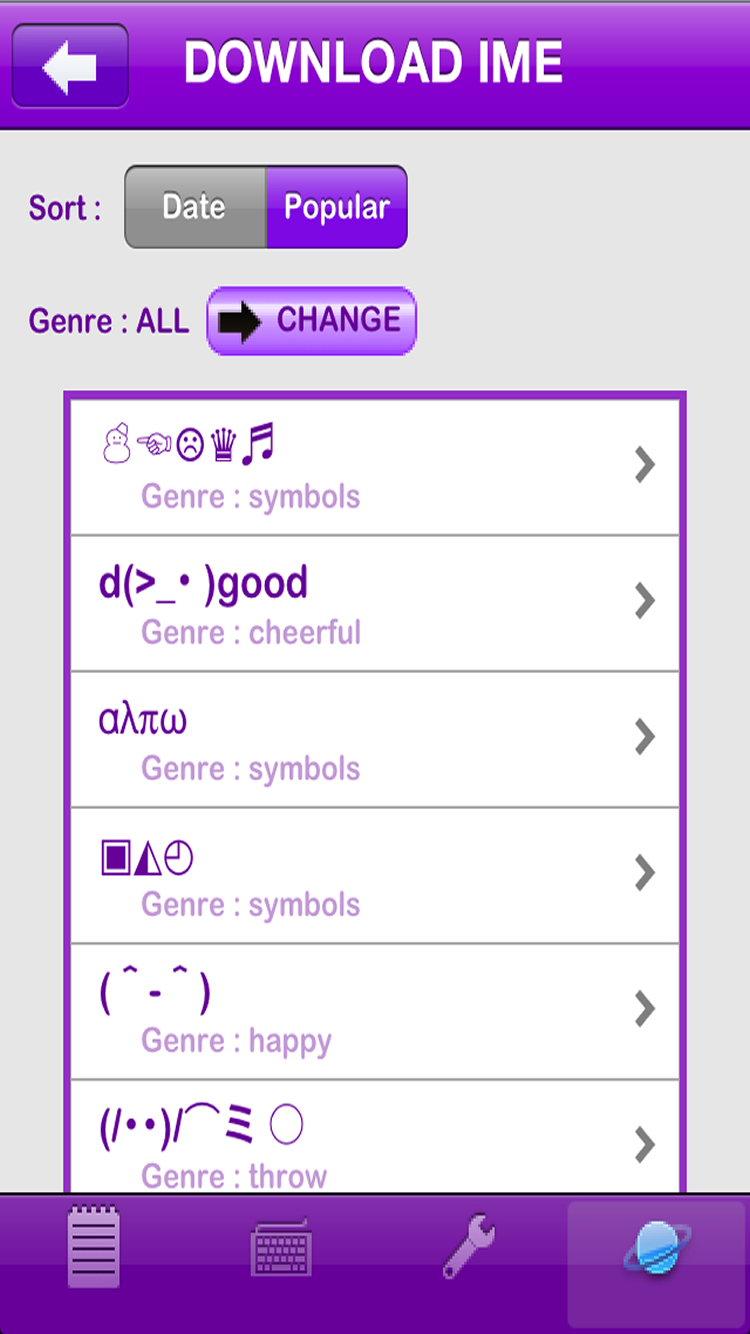 DOWNLOAD IME
Sort : Date Popular
Genre : ALL CHANGE
☃☜☹♛♬
Genre : symbols
d(>_・ )good
Genre : cheerful
αλπω
Genre : symbols
▣◭◴
Genre : symbols
( ＾-＾ )
Genre : happy
(/・・)/⌒ミ ○
Genre : throw